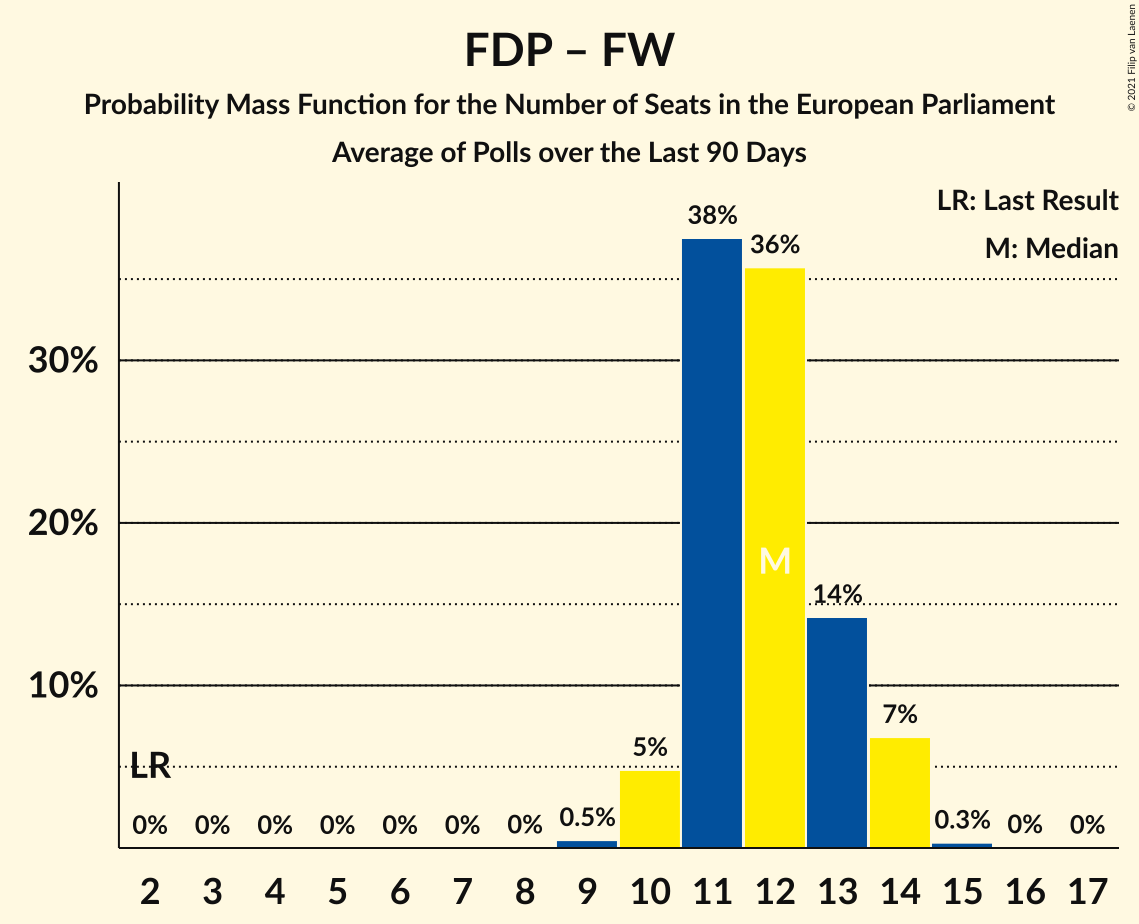 FDP – FW
Probability Mass Function for the Number of Seats in the European Parliament
Average of Polls over the Last 90 Days
© 2021 Filip van Laenen
LR: Last Result
M: Median
38%
36%
30%
20%
M
14%
10%
7%
5%
LR
0% 0% 0% 0% 0% 0% 0% 0.5% 0.3% 0% 0%
2 3 4 5 6 7 8 9 10 11 12 13 14 15 16 17